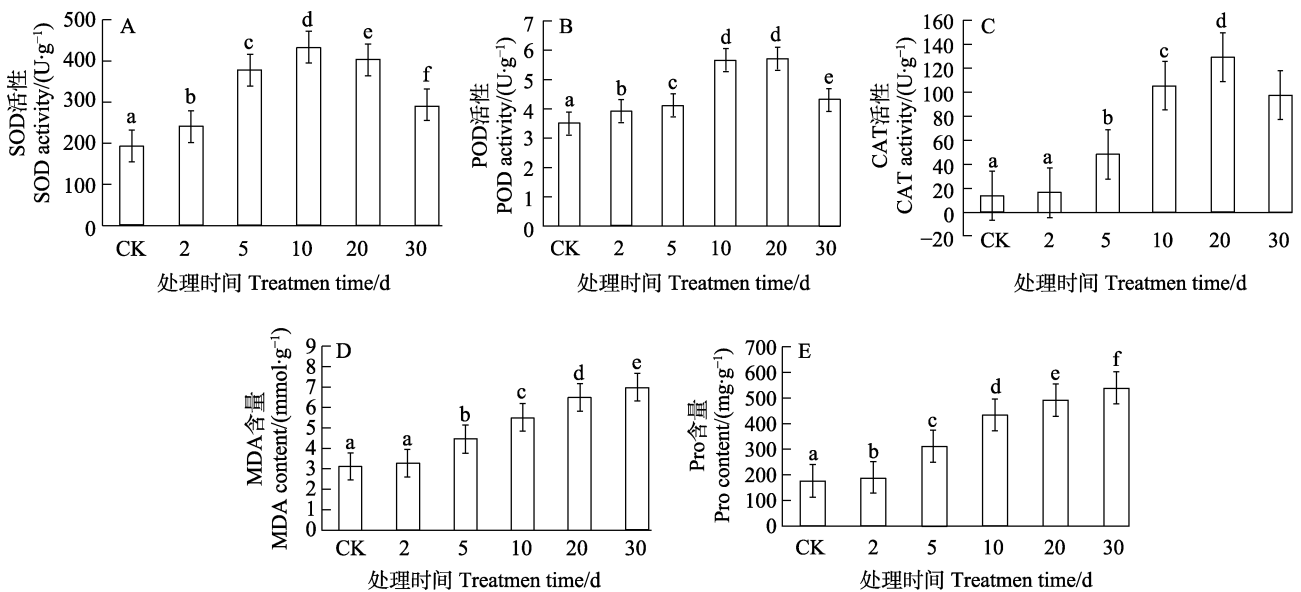 A
SOD活性
SOD activity/(U·g⁻¹)
500
400
300
200
100
0
a
b
c
d
e
f
CK 2 5 10 20 30
处理时间 Treatmen time/d
B
POD活性
POD activity/(U·g⁻¹)
7
6
5
4
3
2
1
0
a
b
c
d
d
e
CK 2 5 10 20 30
处理时间 Treatmen time/d
C
CAT活性
CAT activity/(U·g⁻¹)
160
140
120
100
80
60
40
20
0
−20
a
a
b
c
d
CK 2 5 10 20 30
处理时间 Treatmen time/d
D
MDA含量
MDA content/(mmol·g⁻¹)
9
8
7
6
5
4
3
2
1
0
a
a
b
c
d
e
CK 2 5 10 20 30
处理时间 Treatmen time/d
E
Pro含量
Pro content/(mg·g⁻¹)
700
600
500
400
300
200
100
0
a
b
c
d
e
f
CK 2 5 10 20 30
处理时间 Treatmen time/d